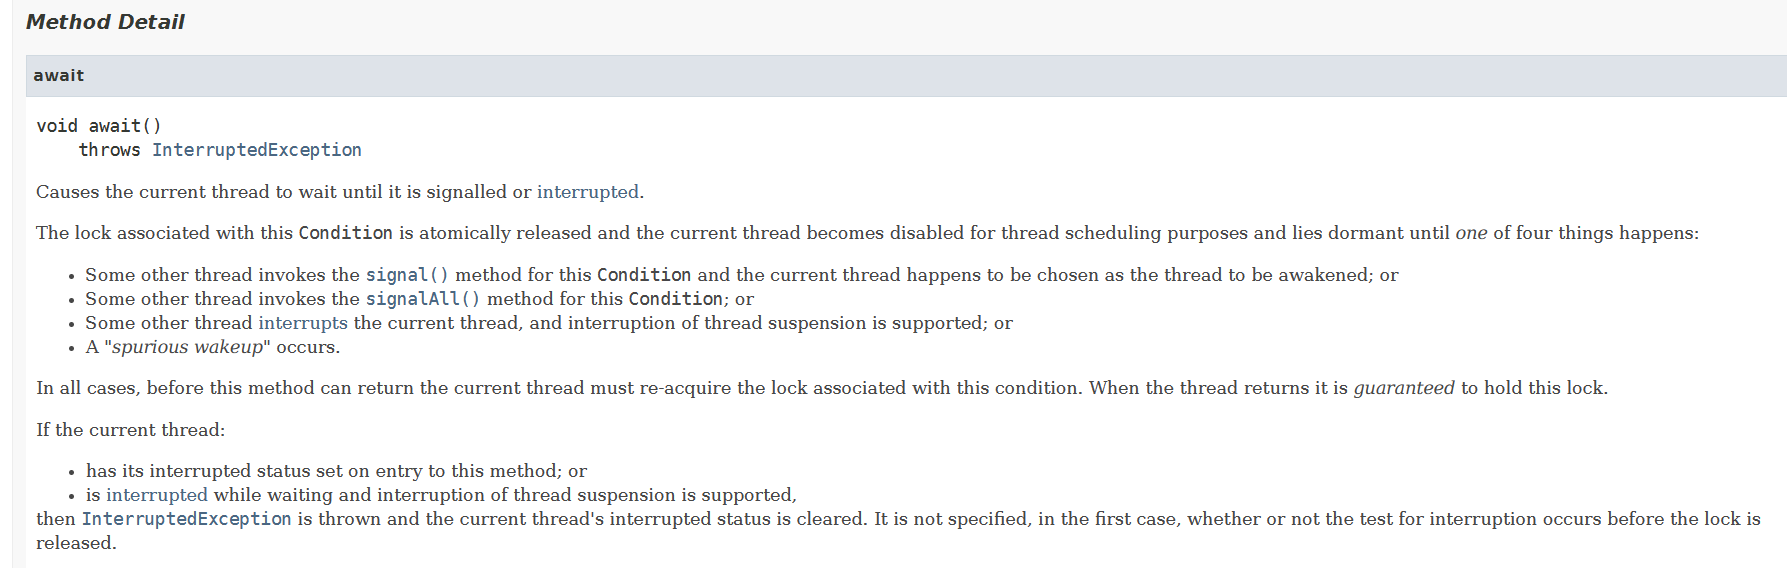 Method Detail
await
void await()
throws InterruptedException
Causes the current thread to wait until it is signalled or interrupted.
The lock associated with this Condition is atomically released and the current thread becomes disabled for thread scheduling purposes and lies dormant until one of four things happens:
• Some other thread invokes the signal() method for this Condition and the current thread happens to be chosen as the thread to be awakened; or
• Some other thread invokes the signalAll() method for this Condition; or
• Some other thread interrupts the current thread, and interruption of thread suspension is supported; or
• A "spurious wakeup" occurs.
In all cases, before this method can return the current thread must re-acquire the lock associated with this condition. When the thread returns it is guaranteed to hold this lock.
If the current thread:
• has its interrupted status set on entry to this method; or
• is interrupted while waiting and interruption of thread suspension is supported,
then InterruptedException is thrown and the current thread's interrupted status is cleared. It is not specified, in the first case, whether or not the test for interruption occurs before the lock is
released.